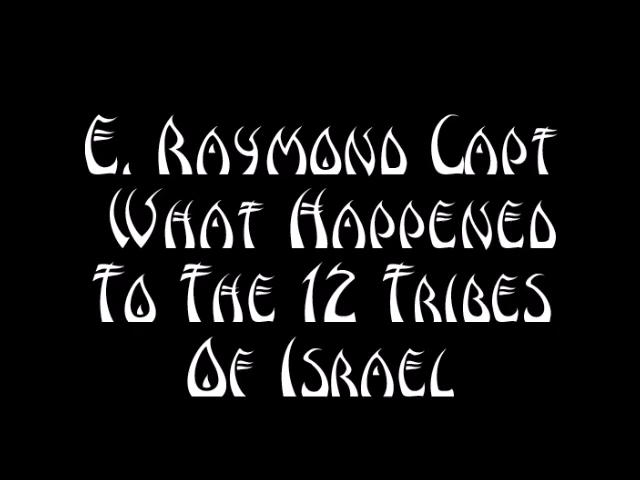 E. Raymond Capt
What Happened
To The 12 Tribes
Of Israel